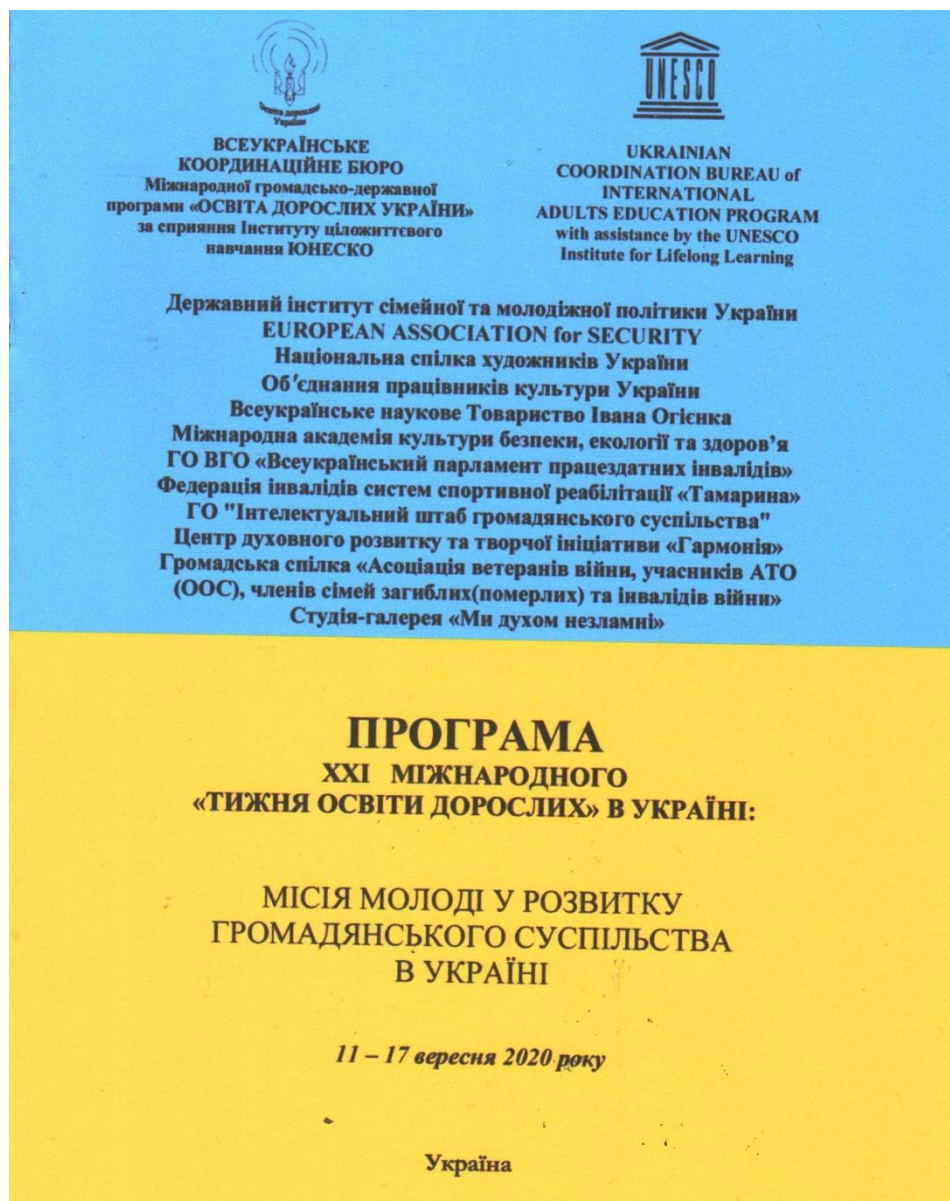 Освіта дорослих
України
ВСЕУКРАЇНСЬКЕ
КООРДИНАЦІЙНЕ БЮРО
Міжнародної громадсько-державної
програми «ОСВІТА ДОРОСЛИХ УКРАЇНИ»
за сприяння Інституту ціложиттєвого
навчання ЮНЕСКО
UNESCO
UKRAINIAN
COORDINATION BUREAU of
INTERNATIONAL
ADULTS EDUCATION PROGRAM
with assistance by the UNESCO
Institute for Lifelong Learning
Державний інститут сімейної та молодіжної політики України
EUROPEAN ASSOCIATION for SECURITY
Національна спілка художників України
Об'єднання працівників культури України
Всеукраїнське наукове Товариство Івана Огієнка
Міжнародна академія культури безпеки, екології та здоров'я
ГО ВГО «Всеукраїнський парламент працездатних інвалідів»
Федерація інвалідів систем спортивної реабілітації «Тамарина»
ГО "Інтелектуальний штаб громадянського суспільства"
Центр духовного розвитку та творчої ініціативи «Гармонія»
Громадська спілка «Асоціація ветеранів війни, учасників АТО
(ООС), членів сімей загиблих(померлих) та інвалідів війни»
Студія-галерея «Ми духом незламні»
ПРОГРАМА
XXI МІЖНАРОДНОГО
«ТИЖНЯ ОСВІТИ ДОРОСЛИХ» В УКРАЇНІ:
МІСІЯ МОЛОДІ У РОЗВИТКУ
ГРОМАДЯНСЬКОГО СУСПІЛЬСТВА
В УКРАЇНІ
11 – 17 вересня 2020 року
Україна